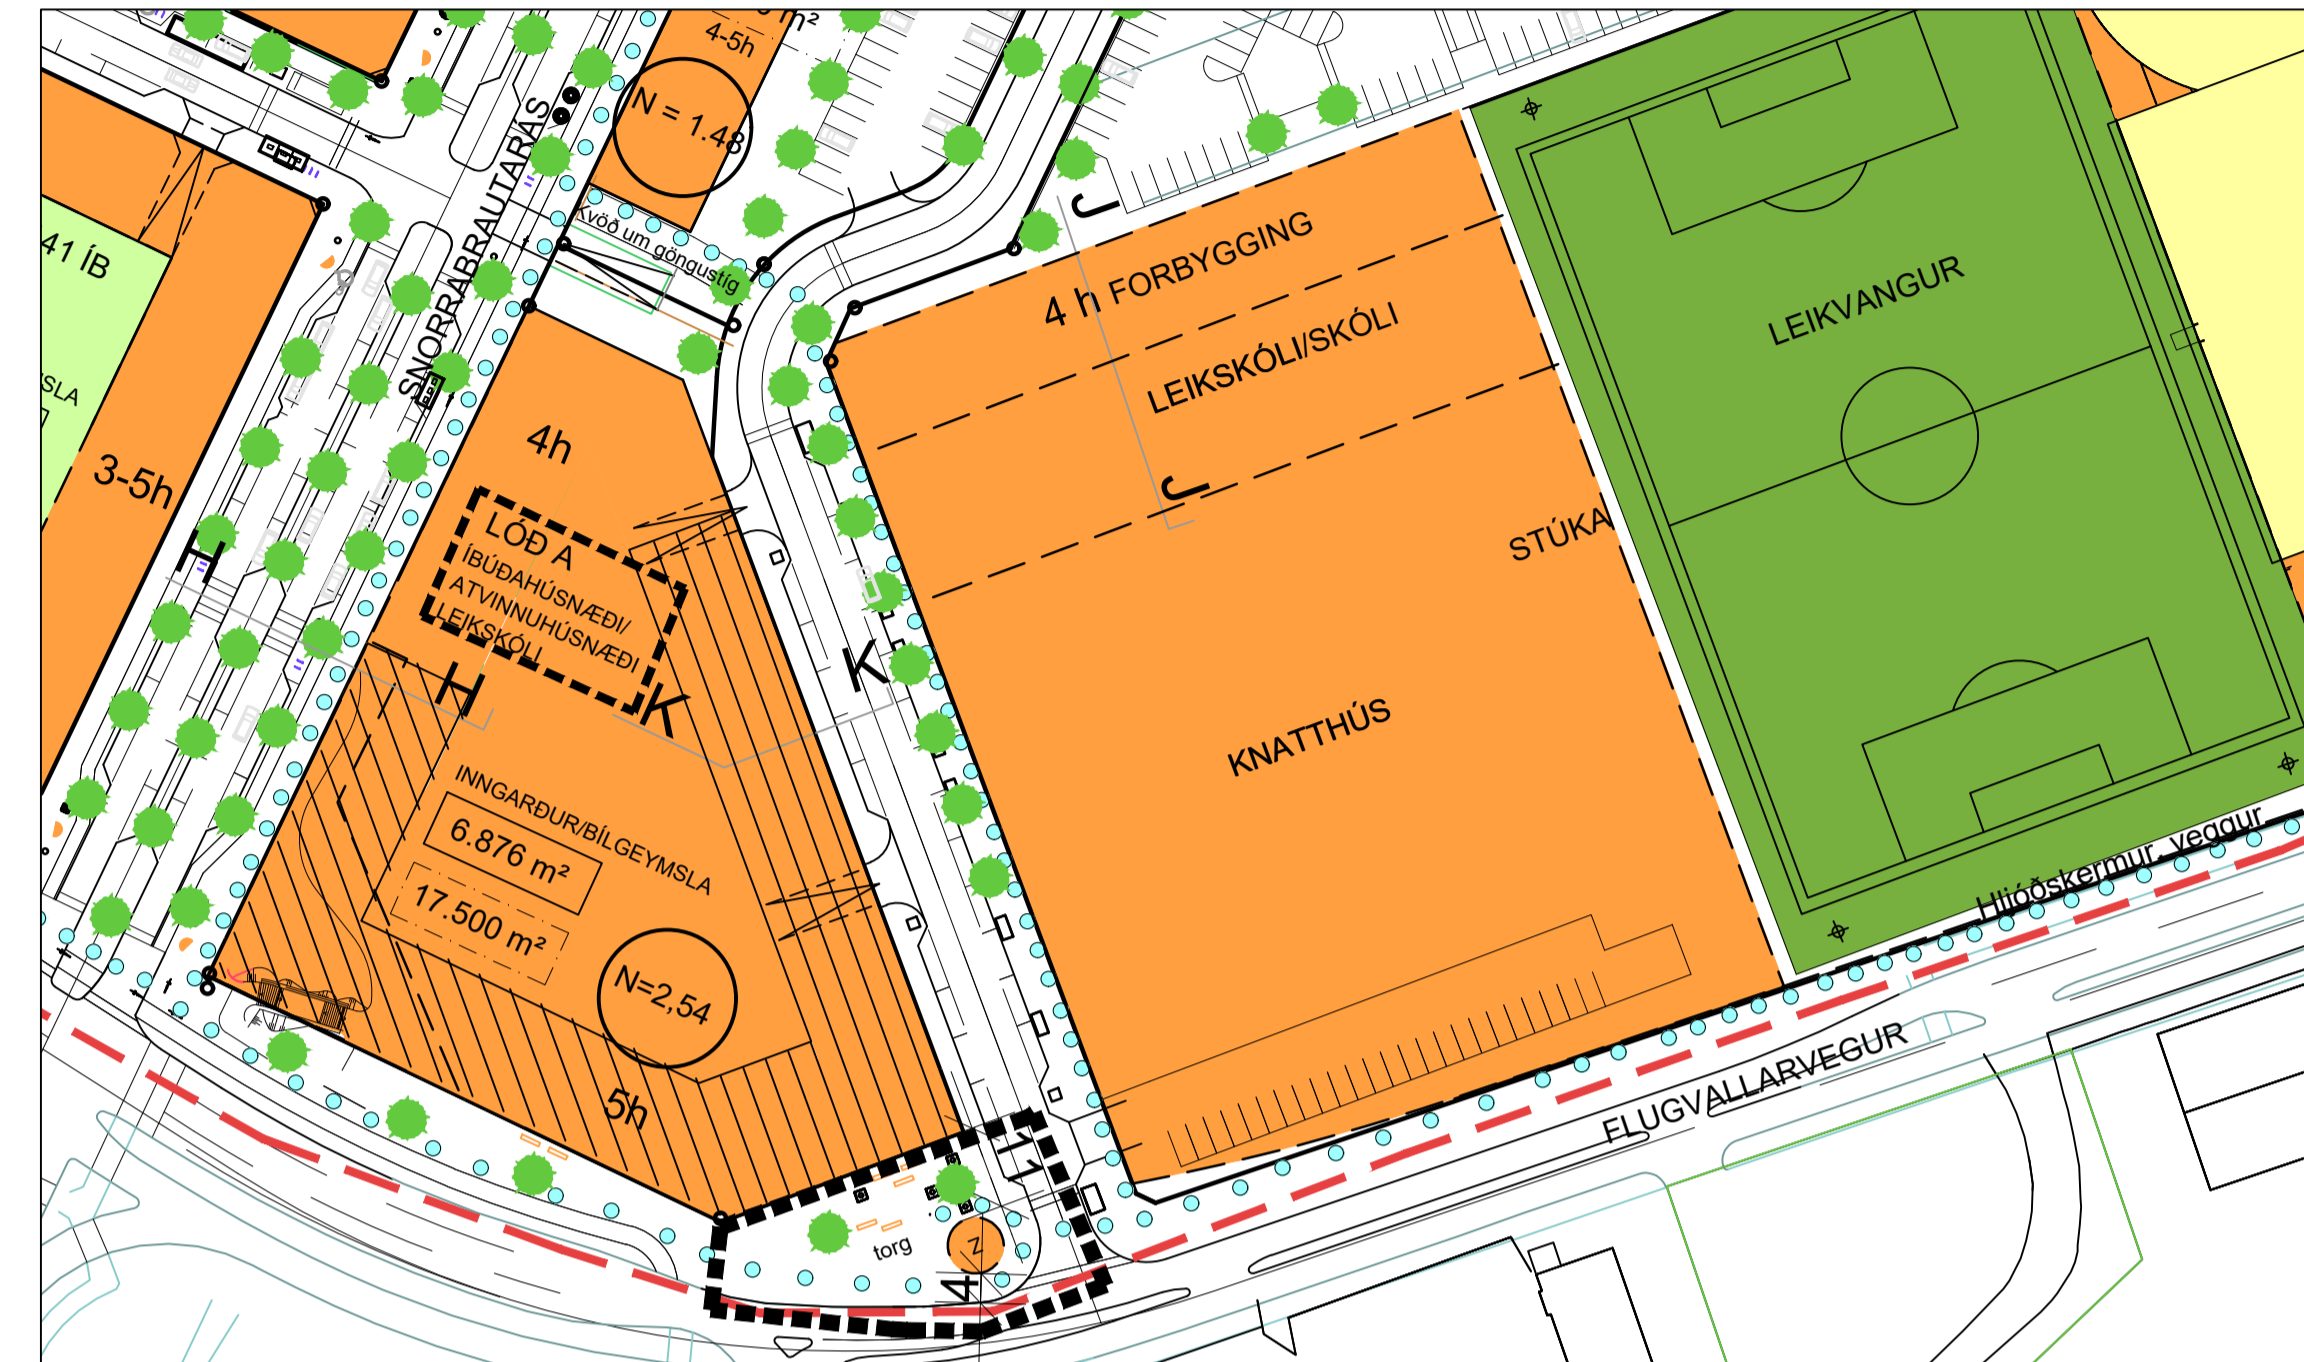 m²
4-5h
N = 1.48
SNORRABRAUTARÁS
Kvöð um göngustíg
41 ÍB
3-5h
4h
LÓÐ A
ÍBÚÐAHÚSNÆÐI/
ATVINNUHÚSNÆÐI
LEIKSKÓLI
H
H
K
K
J
J
4 h FORBYGGING
LEIKSKÓLI/SKÓLI
LEIKVANGUR
STÚKA
KNATTHÚS
INNGARÐUR/BÍLGEYMSLA
6.876 m²
17.500 m²
N=2,54
5h
torg
Z
4
11
Hljóðskermur, veggur
FLUGVALLARVEGUR